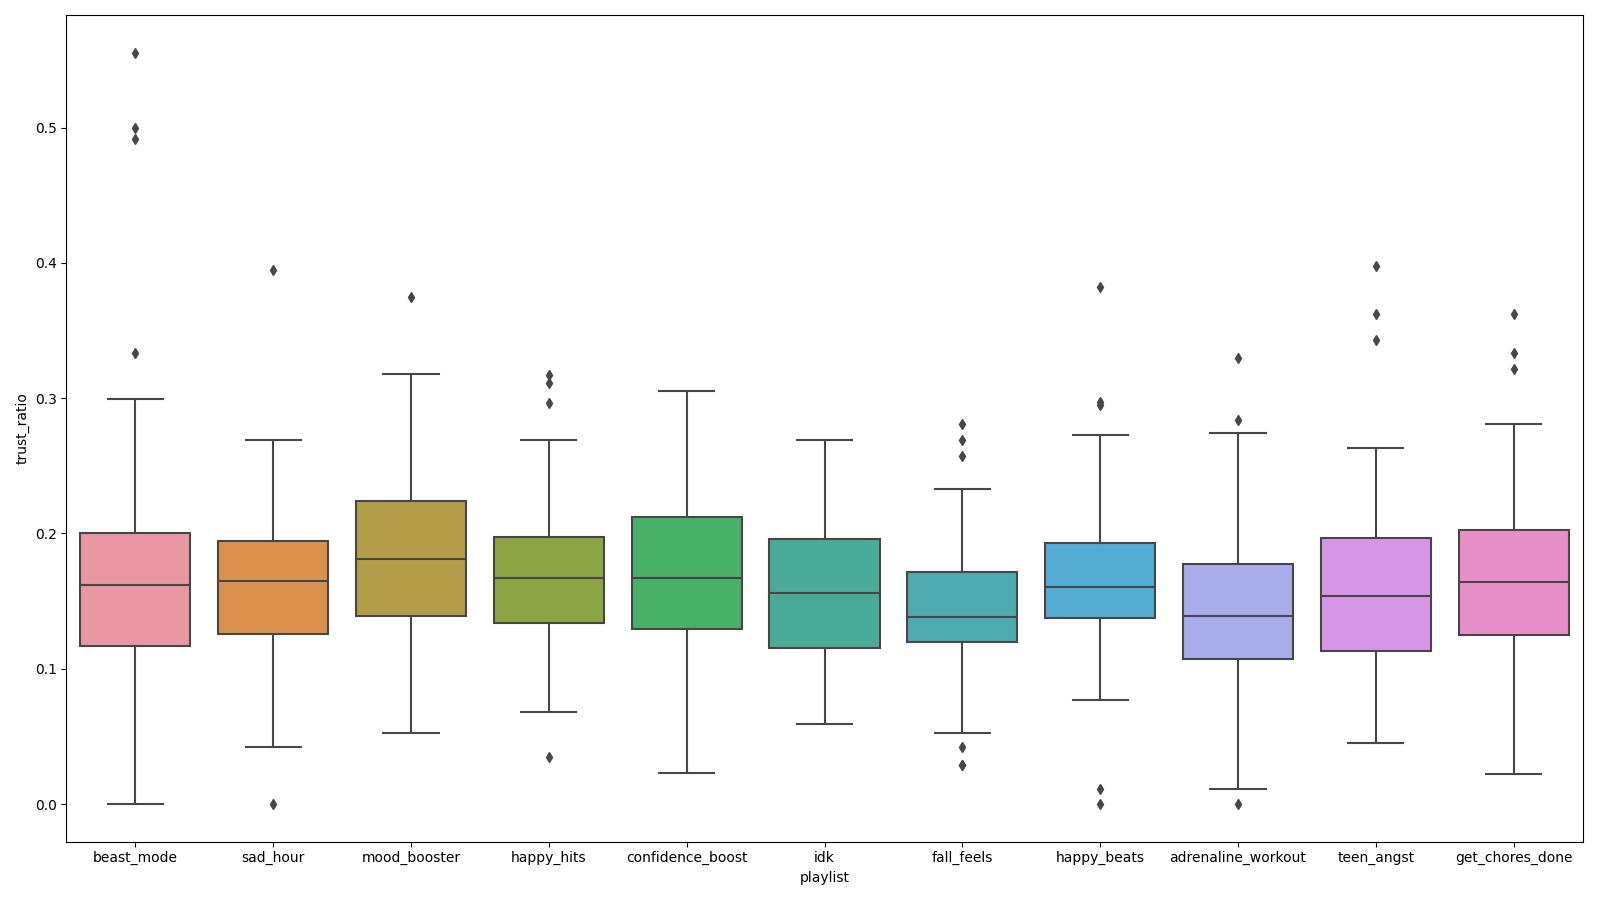 0.5
0.4
0.3
0.2
0.1
0.0
trust_ratio
beast_mode sad_hour mood_booster happy_hits confidence_boost idk fall_feels happy_beats adrenaline_workout teen_angst get_chores_done
playlist